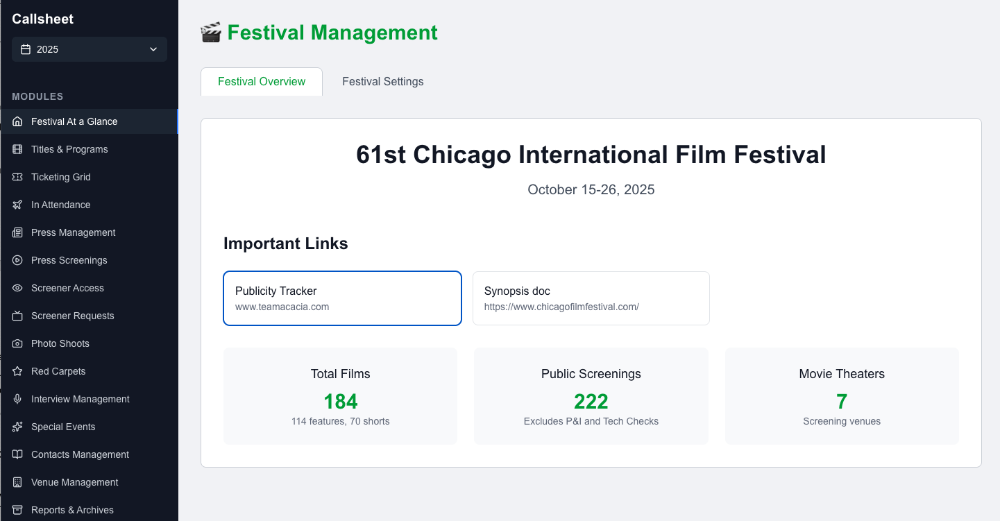 Callsheet
2025
MODULES
Festival At a Glance
Titles & Programs
Ticketing Grid
In Attendance
Press Management
Press Screenings
Screener Access
Screener Requests
Photo Shoots
Red Carpets
Interview Management
Special Events
Contacts Management
Venue Management
Reports & Archives
Festival Management
Festival Overview
Festival Settings
61st Chicago International Film Festival
October 15-26, 2025
Important Links
Publicity Tracker
www.teamacacia.com
Synopsis doc
https://www.chicagofilmfestival.com/
Total Films
184
114 features, 70 shorts
Public Screenings
222
Excludes P&I and Tech Checks
Movie Theaters
7
Screening venues